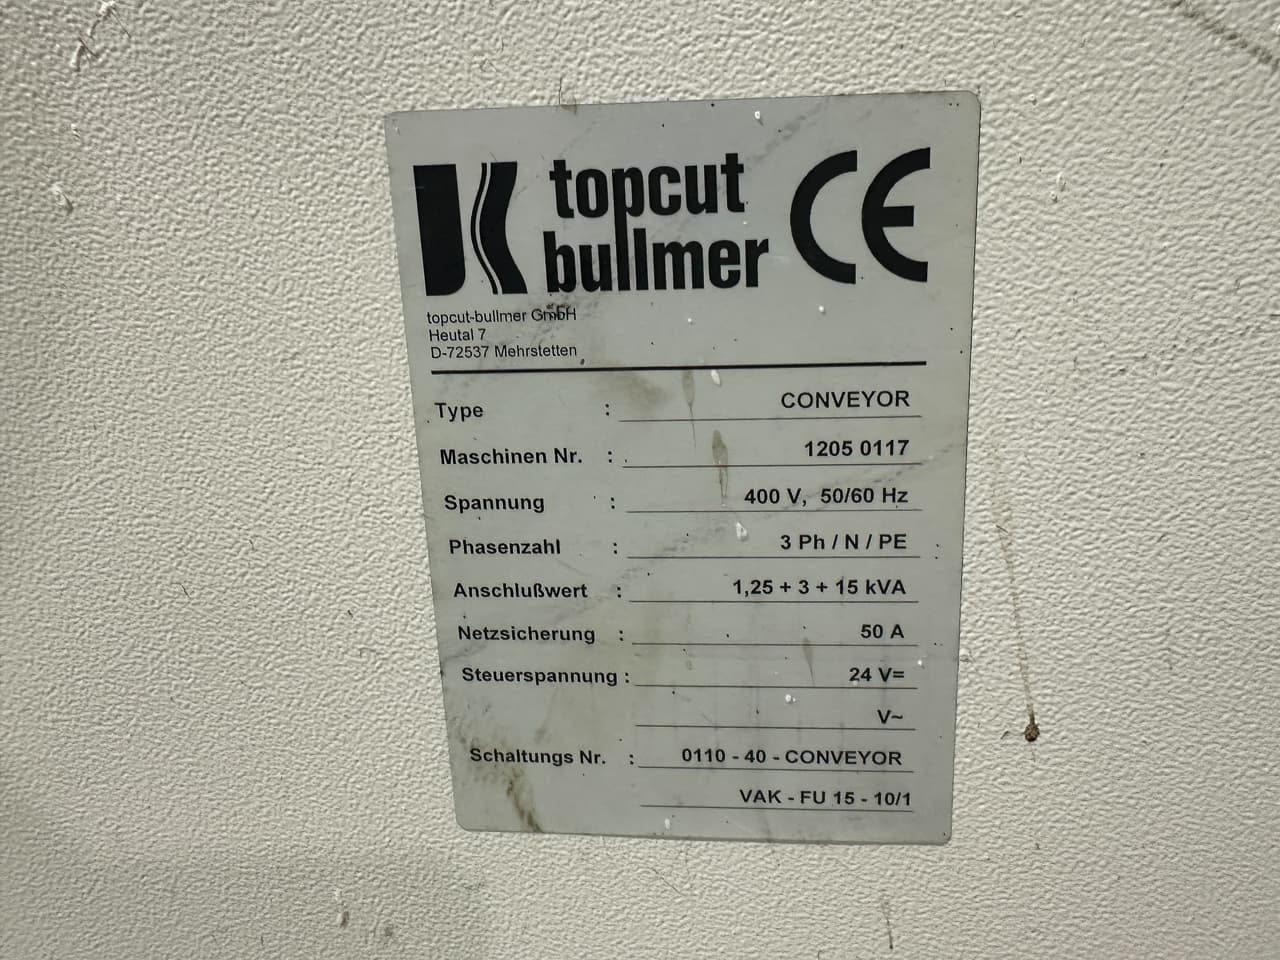 topcut
bullmer
CE
topcut-bullmer GmbH
Heutal 7
D-72537 Mehrstetten
Type : CONVEYOR
Maschinen Nr. : 1205 0117
Spannung : 400 V, 50/60 Hz
Phasenzahl : 3 Ph / N / PE
Anschlußwert : 1,25 + 3 + 15 kVA
Netzsicherung : 50 A
Steuerspannung : 24 V=
V~
Schaltungs Nr. : 0110 - 40 - CONVEYOR
VAK - FU 15 - 10/1